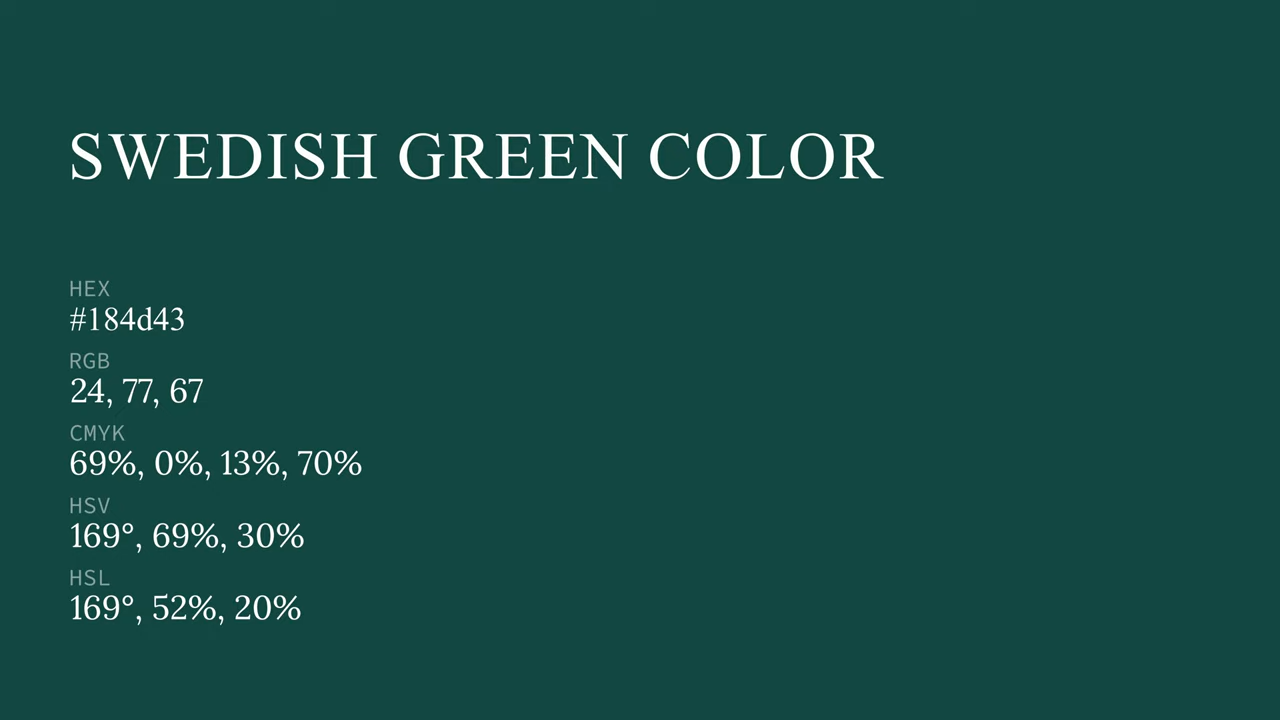 SWEDISH GREEN COLOR
HEX
#184d43
RGB
24, 77, 67
CMYK
69%, 0%, 13%, 70%
HSV
169°, 69%, 30%
HSL
169°, 52%, 20%